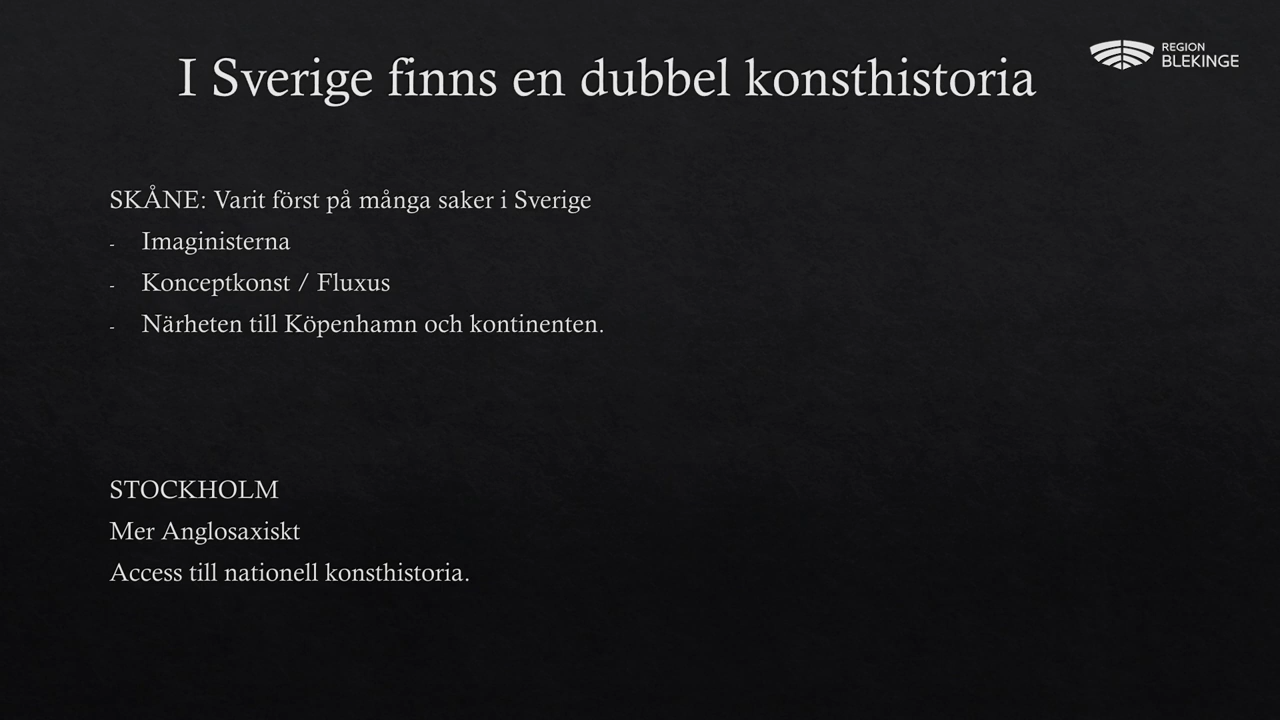 I Sverige finns en dubbel konsthistoria
REGION
BLEKINGE
SKÅNE: Varit först på många saker i Sverige
- Imaginisterna
- Konceptkonst / Fluxus
- Närheten till Köpenhamn och kontinenten.
STOCKHOLM
Mer Anglosaxiskt
Access till nationell konsthistoria.